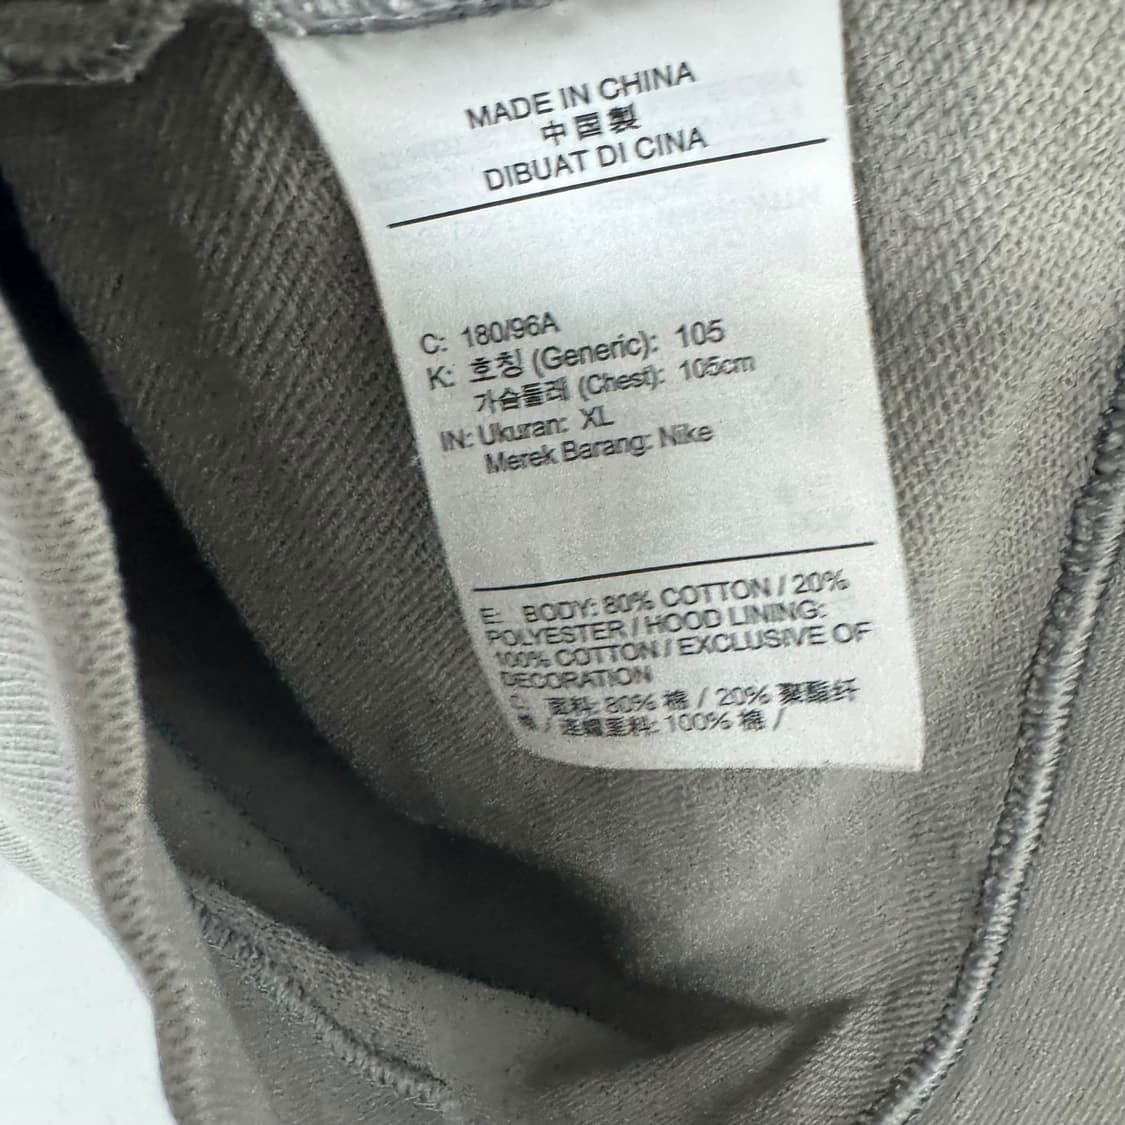 MADE IN CHINA
中国製
DIBUAT DI CINA
C: 180/96A
K: 호칭 (Generic): 105
가슴둘레 (Chest): 105cm
IN: Ukuran: XL
Merek Barang: Nike
E: BODY: 80% COTTON / 20%
POLYESTER / HOOD LINING:
100% COTTON / EXCLUSIVE OF
DECORATION
C: 面料: 80% 棉 / 20% 聚酯纤
维 / 连帽里料: 100% 棉 /